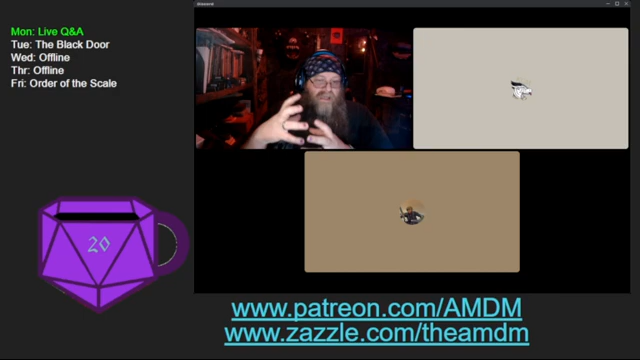 Mon: Live Q&A
Tue: The Black Door
Wed: Offline
Thr: Offline
Fri: Order of the Scale
20
www.patreon.com/AMDM
www.zazzle.com/theamdm